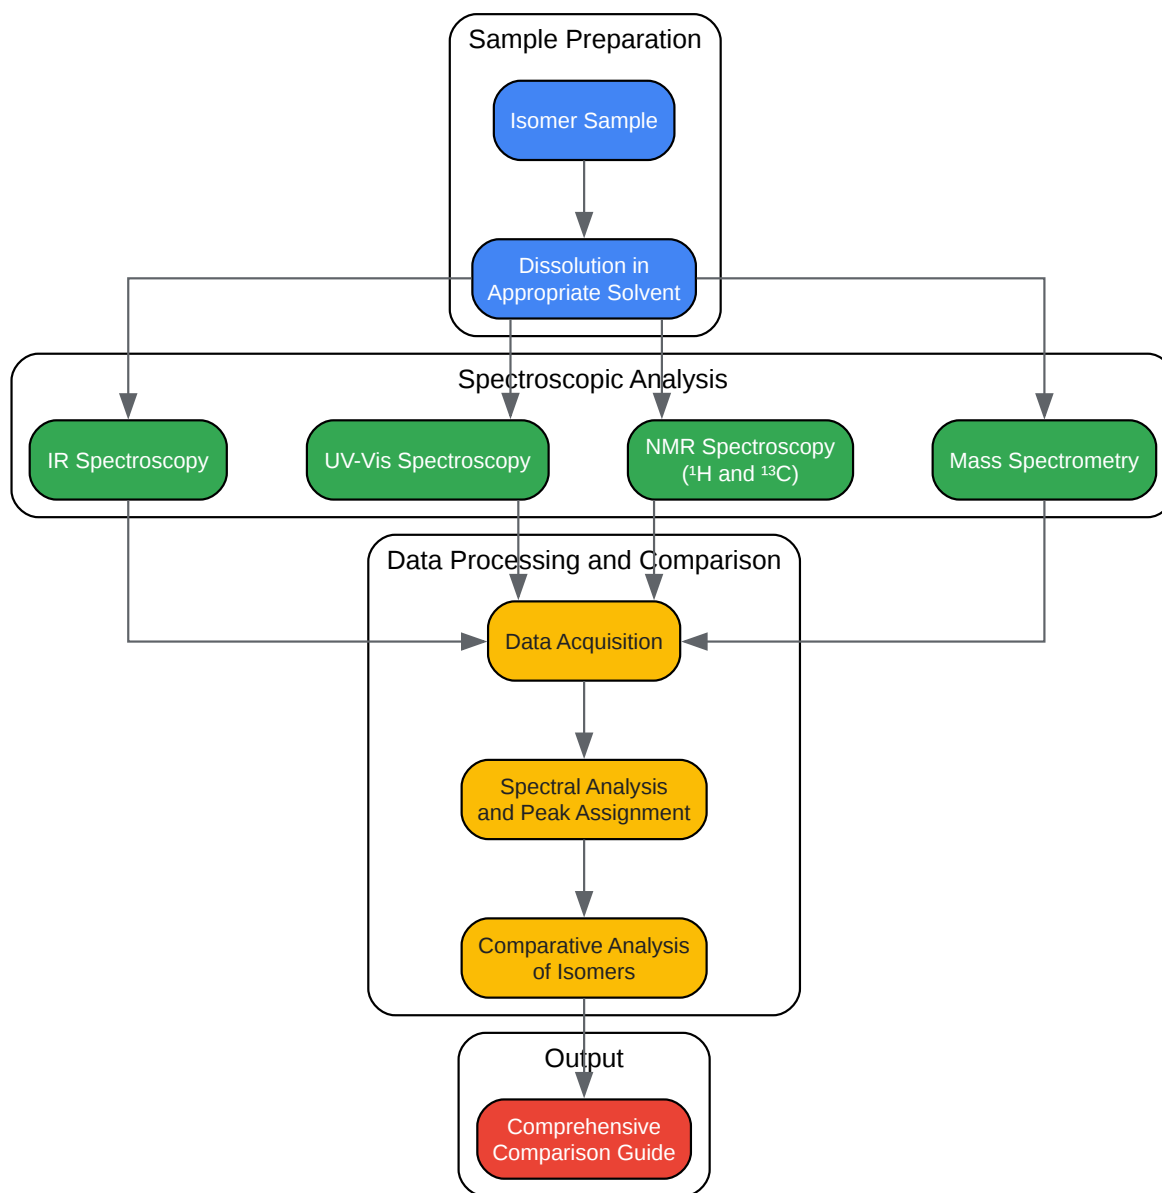 Sample Preparation
Isomer Sample
Dissolution in
Appropriate Solvent
Spectroscopic Analysis
IR Spectroscopy
UV-Vis Spectroscopy
NMR Spectroscopy
(¹H and ¹³C)
Mass Spectrometry
Data Processing and Comparison
Data Acquisition
Spectral Analysis
and Peak Assignment
Comparative Analysis
of Isomers
Output
Comprehensive
Comparison Guide